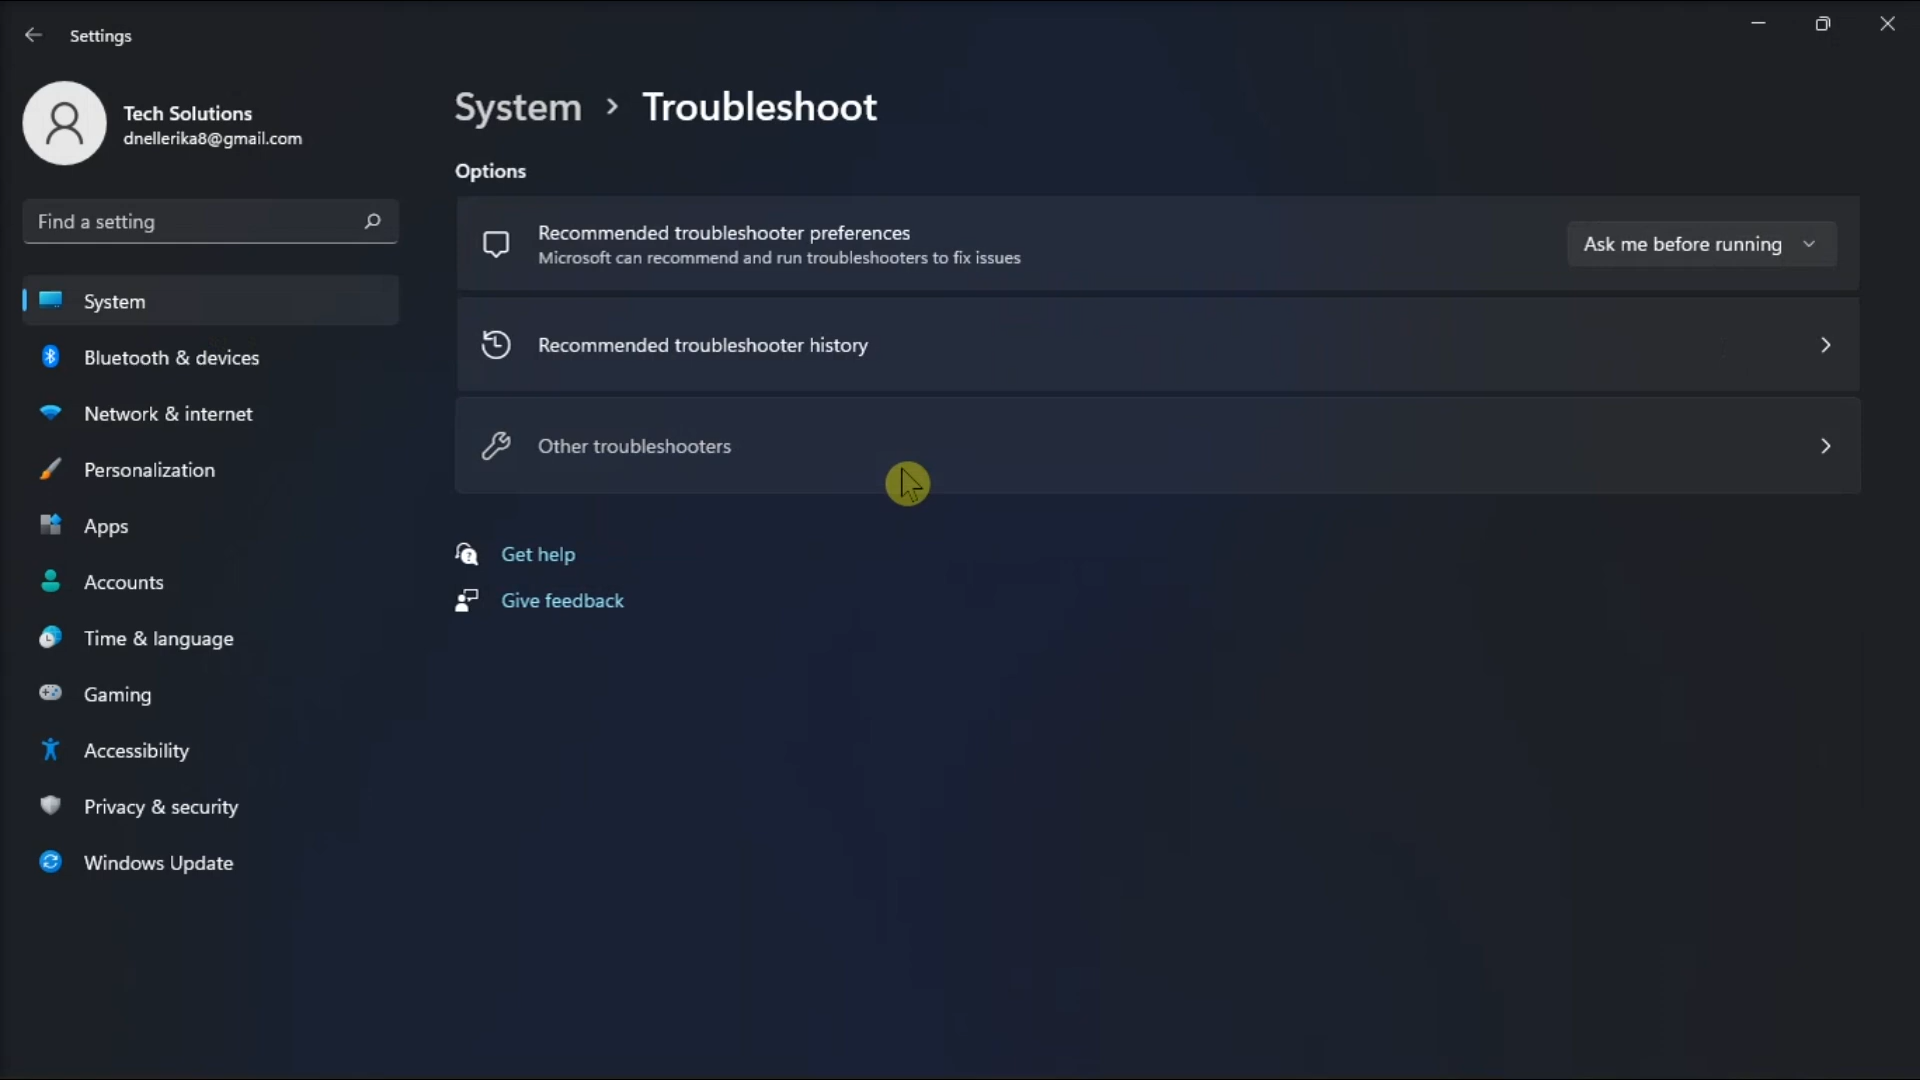 Settings
Tech Solutions
dnellerika8@gmail.com
Find a setting
System
Bluetooth & devices
Network & internet
Personalization
Apps
Accounts
Time & language
Gaming
Accessibility
Privacy & security
Windows Update
System > Troubleshoot
Options
Recommended troubleshooter preferences
Microsoft can recommend and run troubleshooters to fix issues
Ask me before running
Recommended troubleshooter history
Other troubleshooters
Get help
Give feedback